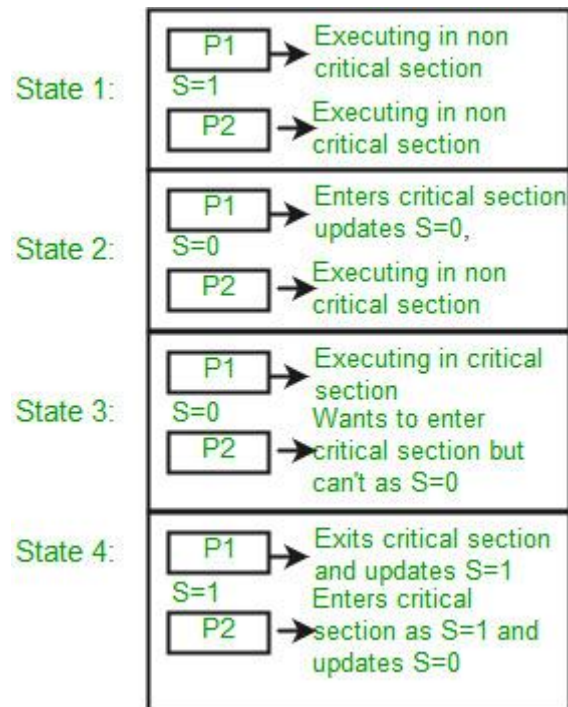 State 1:
P1
Executing in non
critical section
S=1
P2
Executing in non
critical section
State 2:
P1
Enters critical section
updates S=0,
S=0
P2
Executing in non
critical section
State 3:
P1
Executing in critical
section
S=0
P2
Wants to enter
critical section but
can't as S=0
State 4:
P1
Exits critical section
and updates S=1
S=1
P2
Enters critical
section as S=1 and
updates S=0